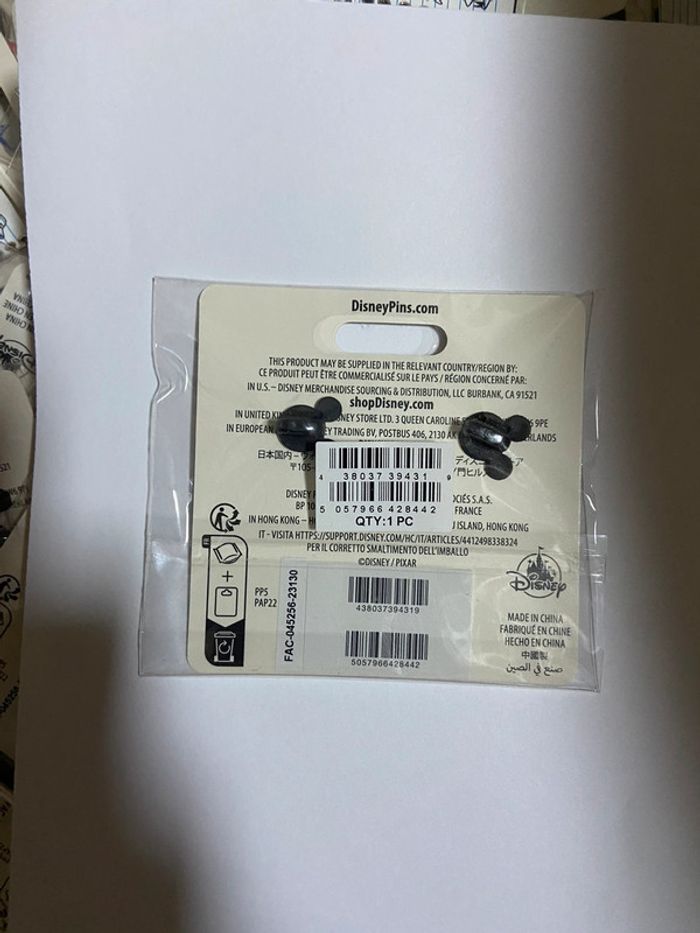 DisneyPins.com
THIS PRODUCT MAY BE SUPPLIED IN THE RELEVANT COUNTRY/REGION BY:
CE PRODUIT PEUT ÊTRE COMMERCIALISÉ SUR LE PAYS / RÉGION CONCERNÉ PAR:
IN U.S. – DISNEY MERCHANDISE SOURCING & DISTRIBUTION, LLC BURBANK, CA 91521
shopDisney.com
IN UNITED STORE LTD. 3 QUEEN CAROLINE 9PE
IN EUROPEAN TRADING BV, POSTBUS 406, 2130 AK
日本国内 –
〒105-
4 38037 39431 9
5 057966 428442
QTY:1 PC
DISNEY S.A.S.
BP FRANCE
IN HONG KONG – ISLAND, HONG KONG
IT - VISITA HTTPS://SUPPORT.DISNEY.COM/HC/IT/ARTICLES/4412498338324
PER IL CORRETTO SMALTIMENTO DELL'IMBALLO
©DISNEY / PIXAR
PP5
PAP22
FAC-045256-23130
438037394319
5057966428442
Disney
MADE IN CHINA
FABRIQUÉ EN CHINE
HECHO EN CHINA
中國製
صنع في الصين